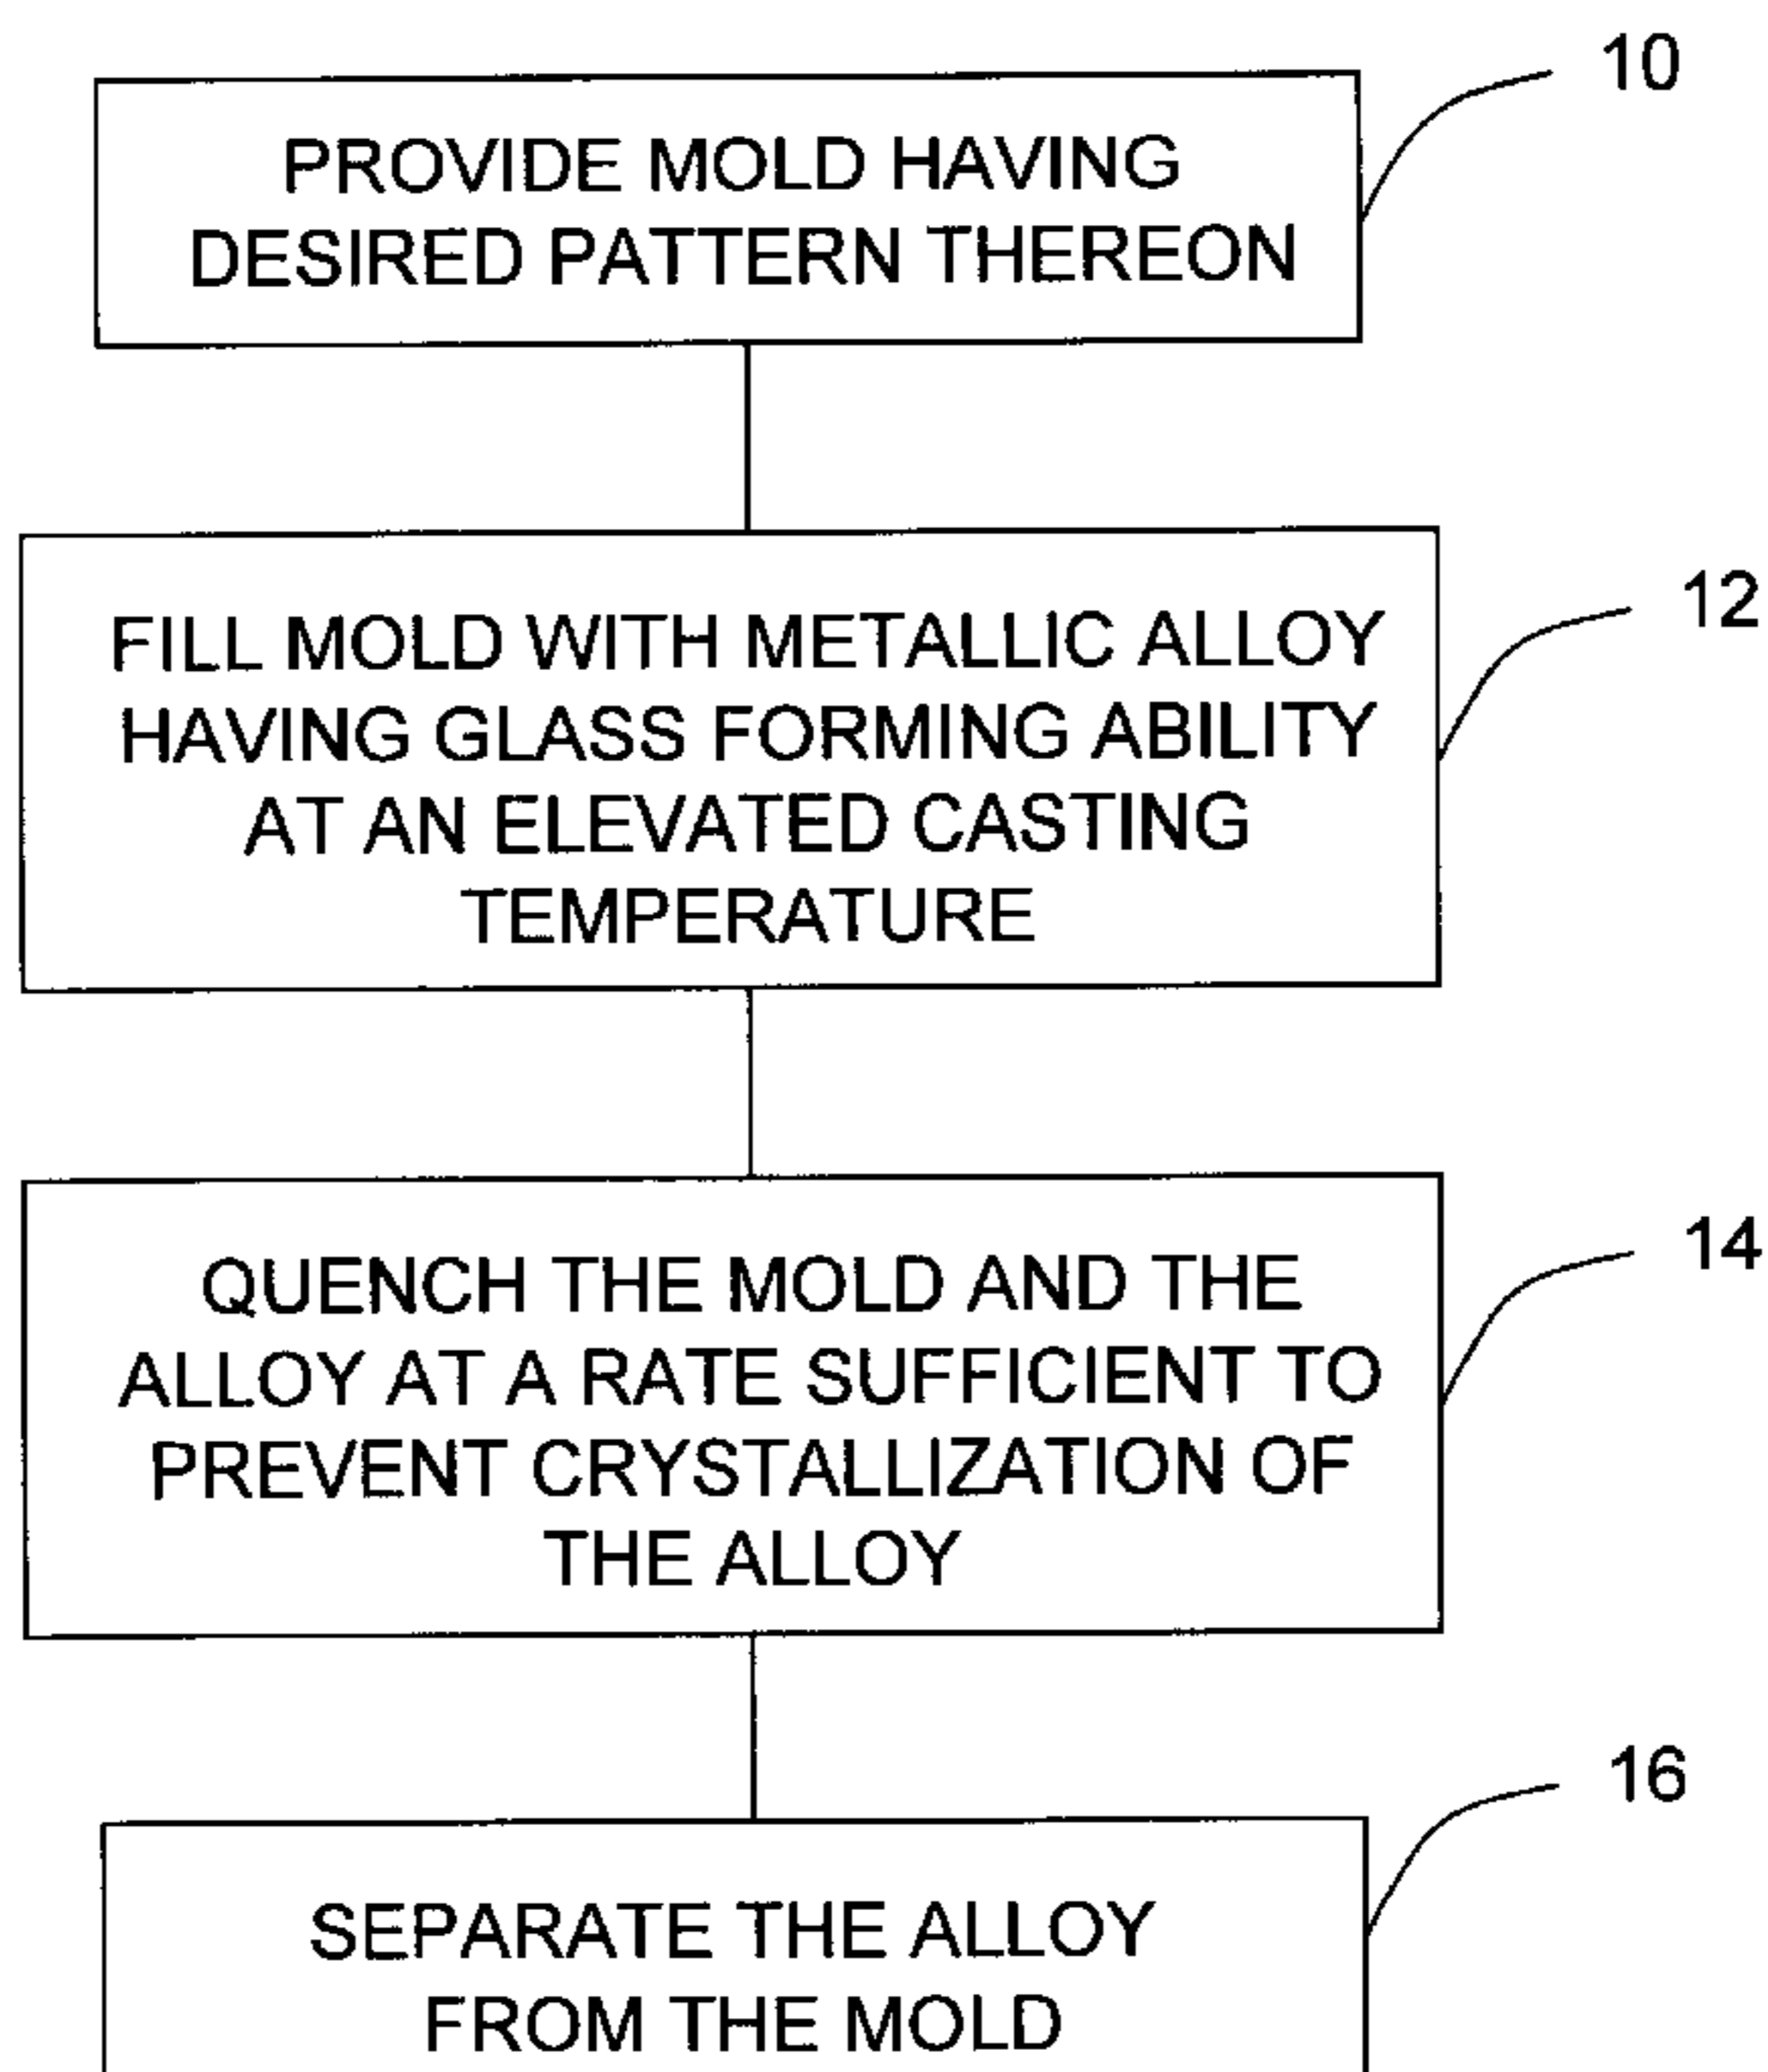 10
PROVIDE MOLD HAVING
DESIRED PATTERN THEREON
12
FILL MOLD WITH METALLIC ALLOY
HAVING GLASS FORMING ABILITY
AT AN ELEVATED CASTING
TEMPERATURE
14
QUENCH THE MOLD AND THE
ALLOY AT A RATE SUFFICIENT TO
PREVENT CRYSTALLIZATION OF
THE ALLOY
16
SEPARATE THE ALLOY
FROM THE MOLD